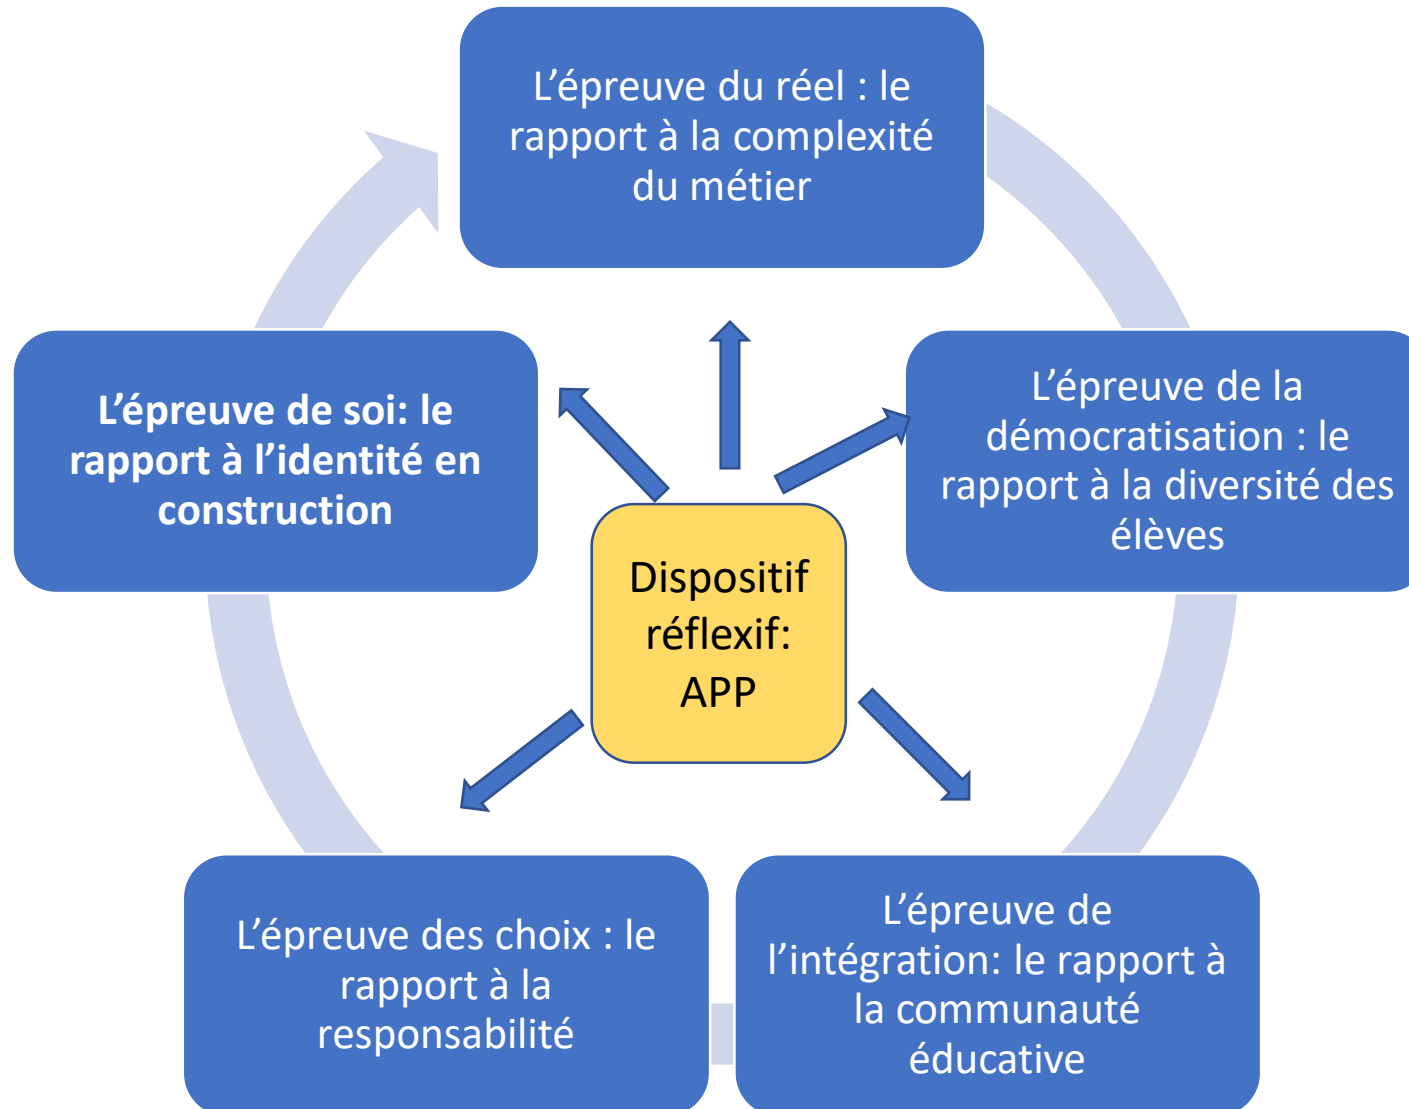 L'épreuve du réel : le
rapport à la complexité
du métier
L'épreuve de la
démocratisation : le
rapport à la diversité des
élèves
L'épreuve de
l'intégration: le rapport à
la communauté
éducative
L'épreuve des choix : le
rapport à la
responsabilité
L'épreuve de soi: le
rapport à l'identité en
construction
Dispositif
réflexif:
APP